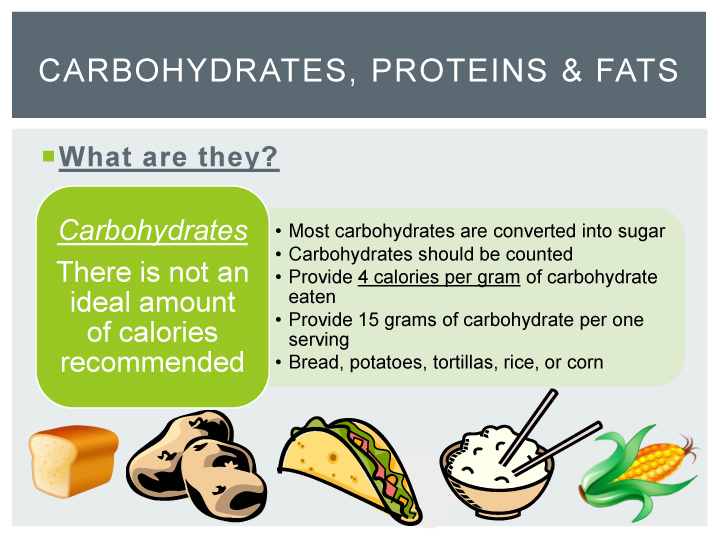 CARBOHYDRATES, PROTEINS & FATS
What are they?
Carbohydrates
There is not an
ideal amount
of calories
recommended
• Most carbohydrates are converted into sugar
• Carbohydrates should be counted
• Provide 4 calories per gram of carbohydrate
eaten
• Provide 15 grams of carbohydrate per one
serving
• Bread, potatoes, tortillas, rice, or corn